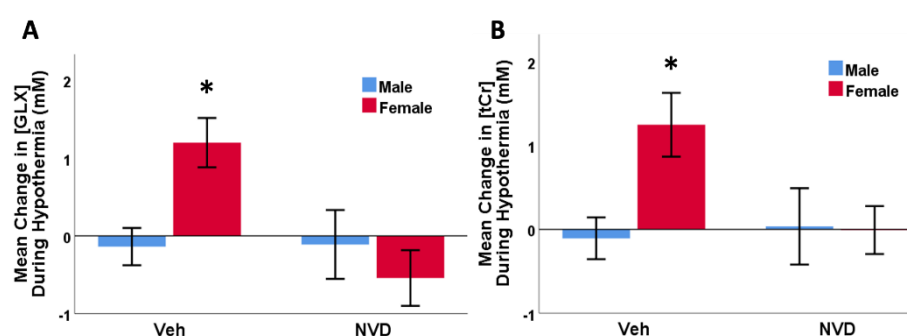 A
Mean Change in [GLX]
During Hypothermia (mM)
2
1
0
-1
*
Male
Female
Veh
NVD
B
Mean Change in [tCr]
During Hypothermia (mM)
2
1
0
-1
*
Male
Female
Veh
NVD